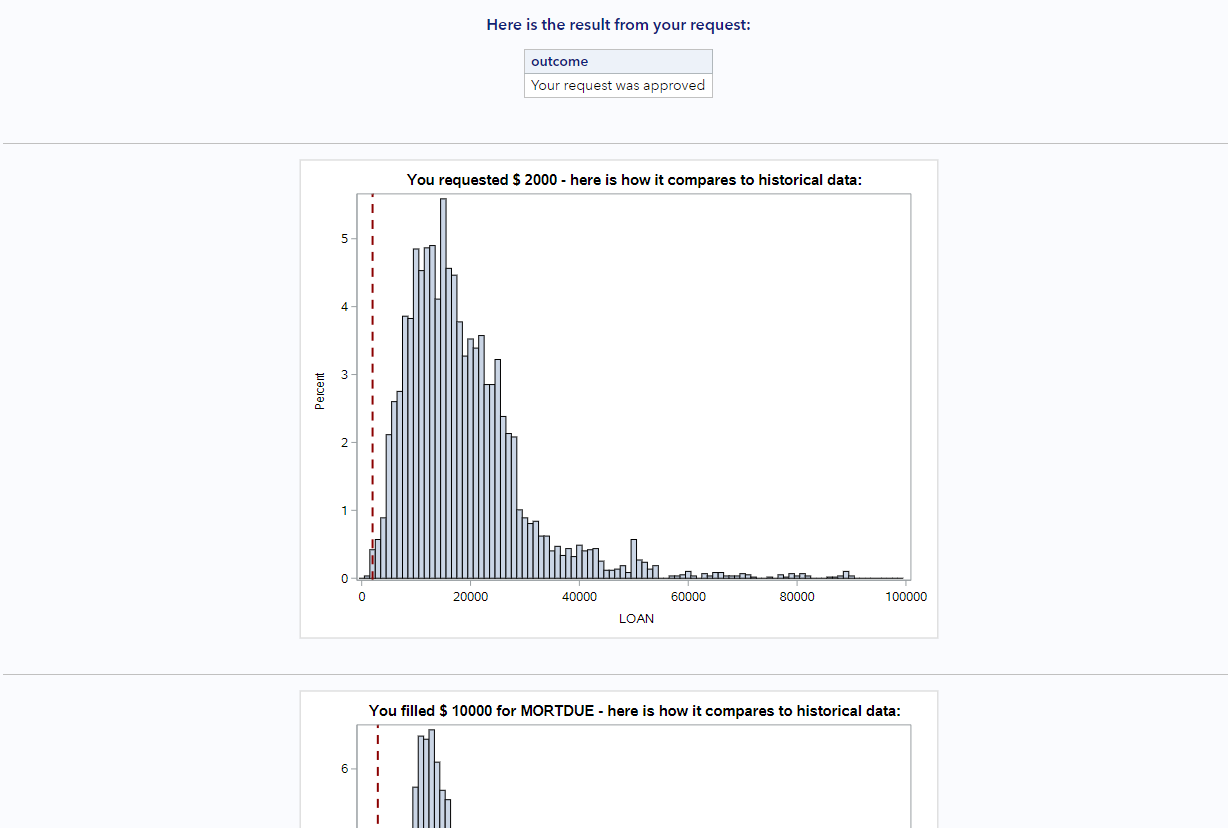 Here is the result from your request:
outcome
Your request was approved
You requested $ 2000 - here is how it compares to historical data:
5
4
3
2
1
0
Percent
0 20000 40000 60000 80000 100000
LOAN
You filled $ 10000 for MORTDUE - here is how it compares to historical data:
6